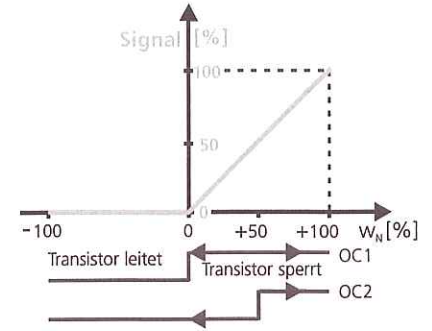 Signal [%]
100
50
0
-100 0 +50 +100 w_N [%]
Transistor leitet Transistor sperrt OC1
OC2